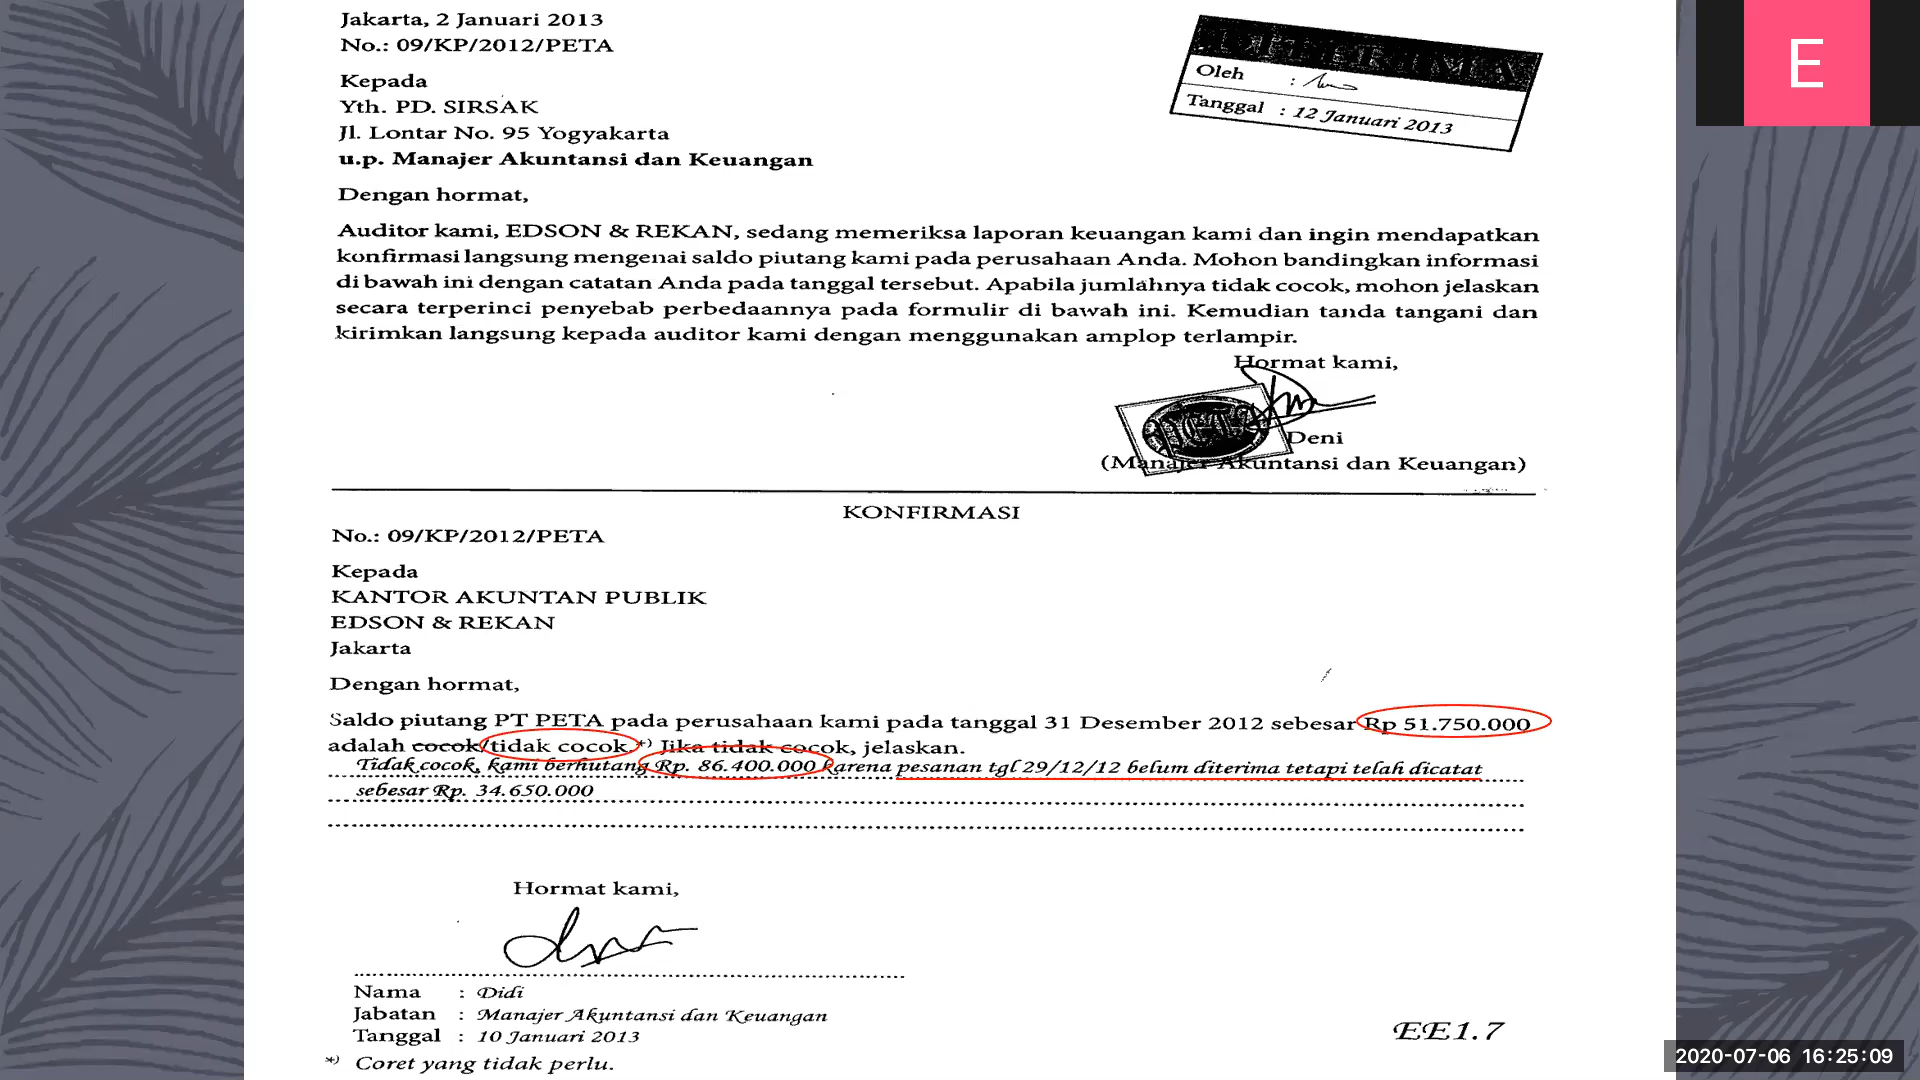 Jakarta, 2 Januari 2013
No.: 09/KP/2012/PETA
Oleh :
Tanggal : 12 Januari 2013
E
Kepada
Yth. PD. SIRSAK
Jl. Lontar No. 95 Yogyakarta
u.p. Manajer Akuntansi dan Keuangan
Dengan hormat,
Auditor kami, EDSON & REKAN, sedang memeriksa laporan keuangan kami dan ingin mendapatkan
konfirmasi langsung mengenai saldo piutang kami pada perusahaan Anda. Mohon bandingkan informasi
di bawah ini dengan catatan Anda pada tanggal tersebut. Apabila jumlahnya tidak cocok, mohon jelaskan
secara terperinci penyebab perbedaannya pada formulir di bawah ini. Kemudian tanda tangani dan
kirimkan langsung kepada auditor kami dengan menggunakan amplop terlampir.
Hormat kami,
Deni
(Manajer Akuntansi dan Keuangan)
KONFIRMASI
No.: 09/KP/2012/PETA
Kepada
KANTOR AKUNTAN PUBLIK
EDSON & REKAN
Jakarta
Dengan hormat,
Saldo piutang PT PETA pada perusahaan kami pada tanggal 31 Desember 2012 sebesar Rp 51.750.000
adalah cocok/tidak cocok.*) Jika tidak cocok, jelaskan.
Tidak cocok, kami berhutang Rp. 86.400.000 karena pesanan tgl 29/12/12 belum diterima tetapi telah dicatat
sebesar Rp. 34.650.000
Hormat kami,
Nama : Didi
Jabatan : Manajer Akuntansi dan Keuangan
Tanggal : 10 Januari 2013
*) Coret yang tidak perlu.
EE1.7
2020-07-06 16:25:09